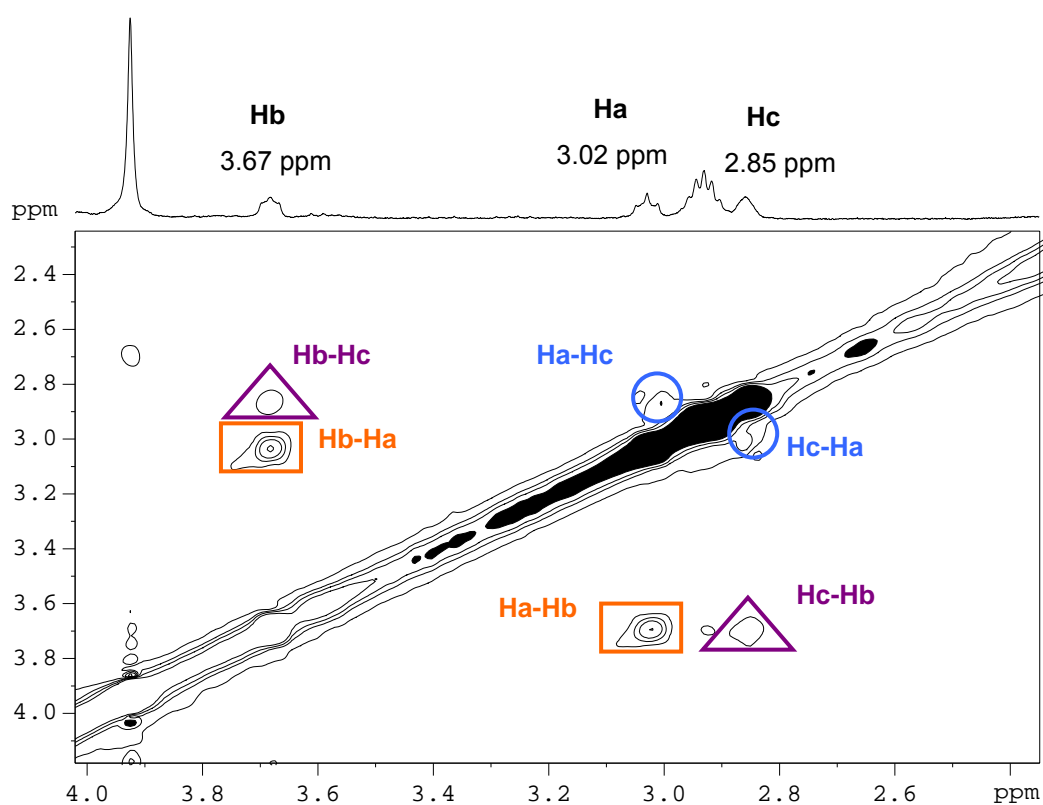 Hb
3.67 ppm
Ha
3.02 ppm
Hc
2.85 ppm
ppm
2.4
2.6
2.8
3.0
3.2
3.4
3.6
3.8
4.0
Hb-Hc
Ha-Hc
Hb-Ha
Hc-Ha
Ha-Hb
Hc-Hb
4.0 3.8 3.6 3.4 3.2 3.0 2.8 2.6 ppm